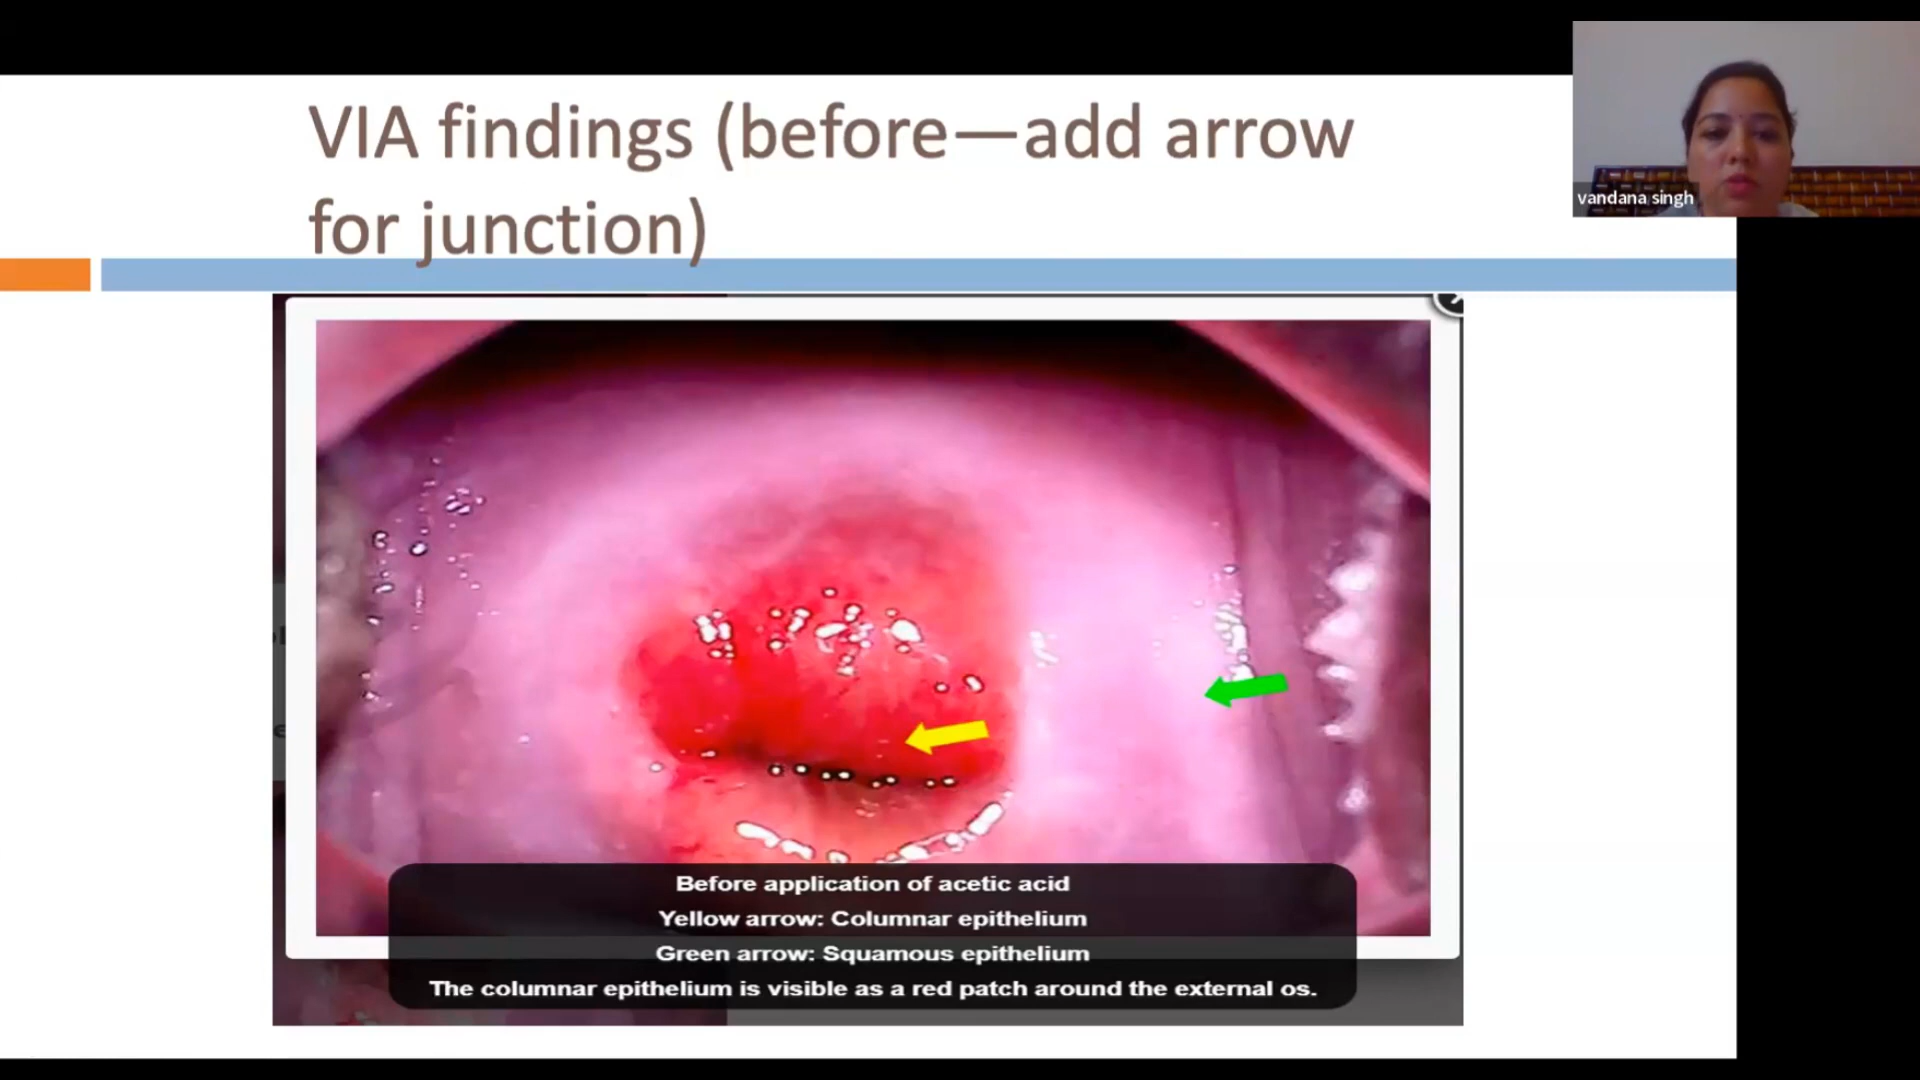 VIA findings (before—add arrow
for junction)
vandana singh
Before application of acetic acid
Yellow arrow: Columnar epithelium
Green arrow: Squamous epithelium
The columnar epithelium is visible as a red patch around the external os.